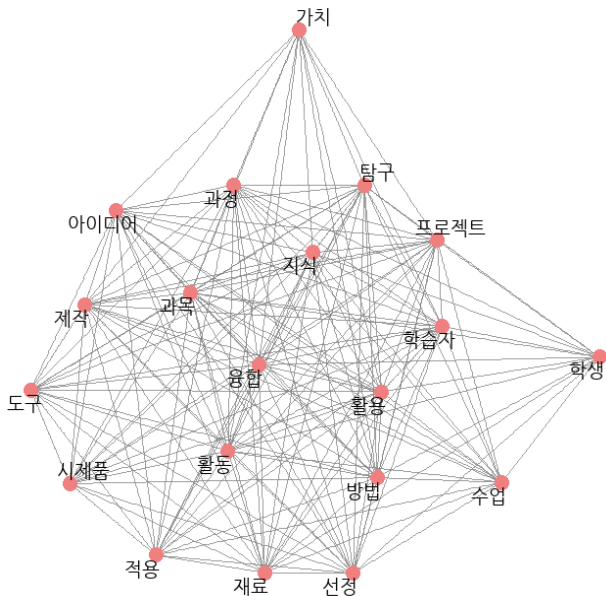 가치
탐구
과정
아이디어
프로젝트
지식
과목
제작
학습자
학생
융합
도구
활용
활동
시제품
방법
수업
적용
재료
선정